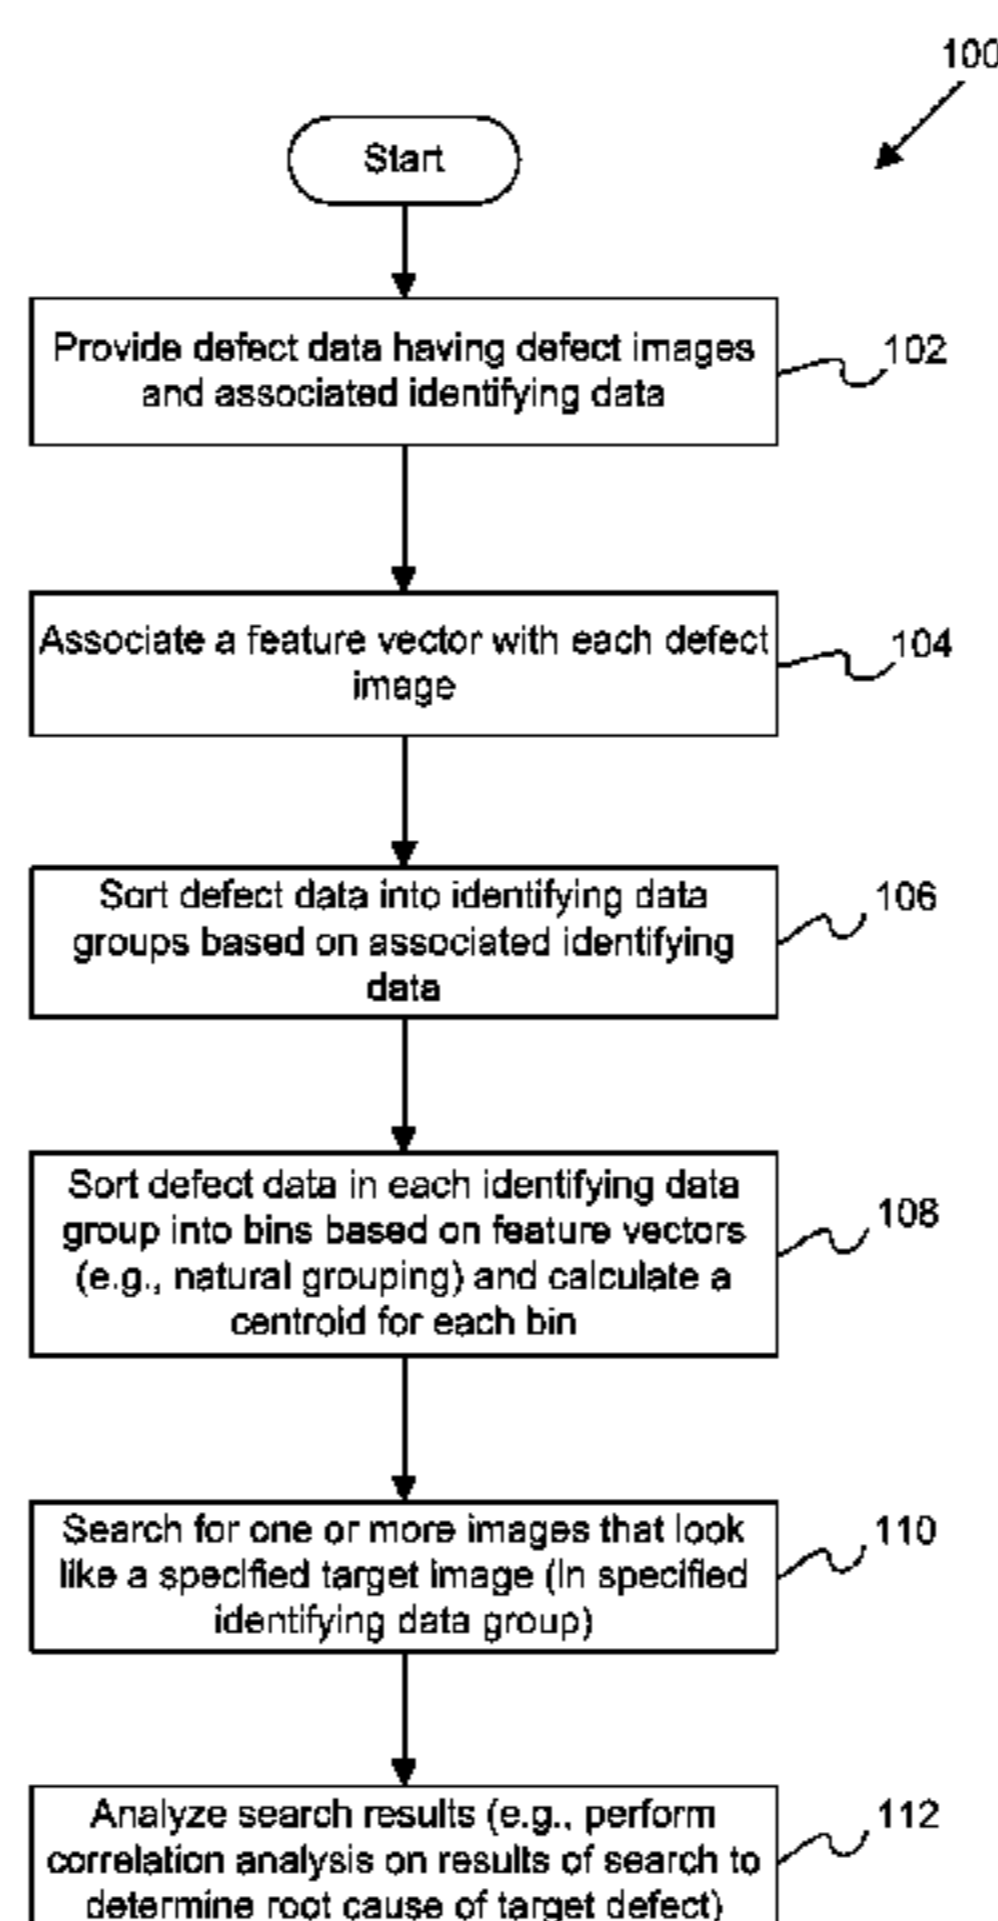 100
Start
Provide defect data having defect images
and associated identifying data
102
Associate a feature vector with each defect
image
104
Sort defect data into identifying data
groups based on associated identifying
data
106
Sort defect data in each identifying data
group into bins based on feature vectors
(e.g., natural grouping) and calculate a
centroid for each bin
108
Search for one or more images that look
like a specified target image (in specified
identifying data group)
110
Analyze search results (e.g., perform
correlation analysis on results of search to
determine root cause of target defect)
112